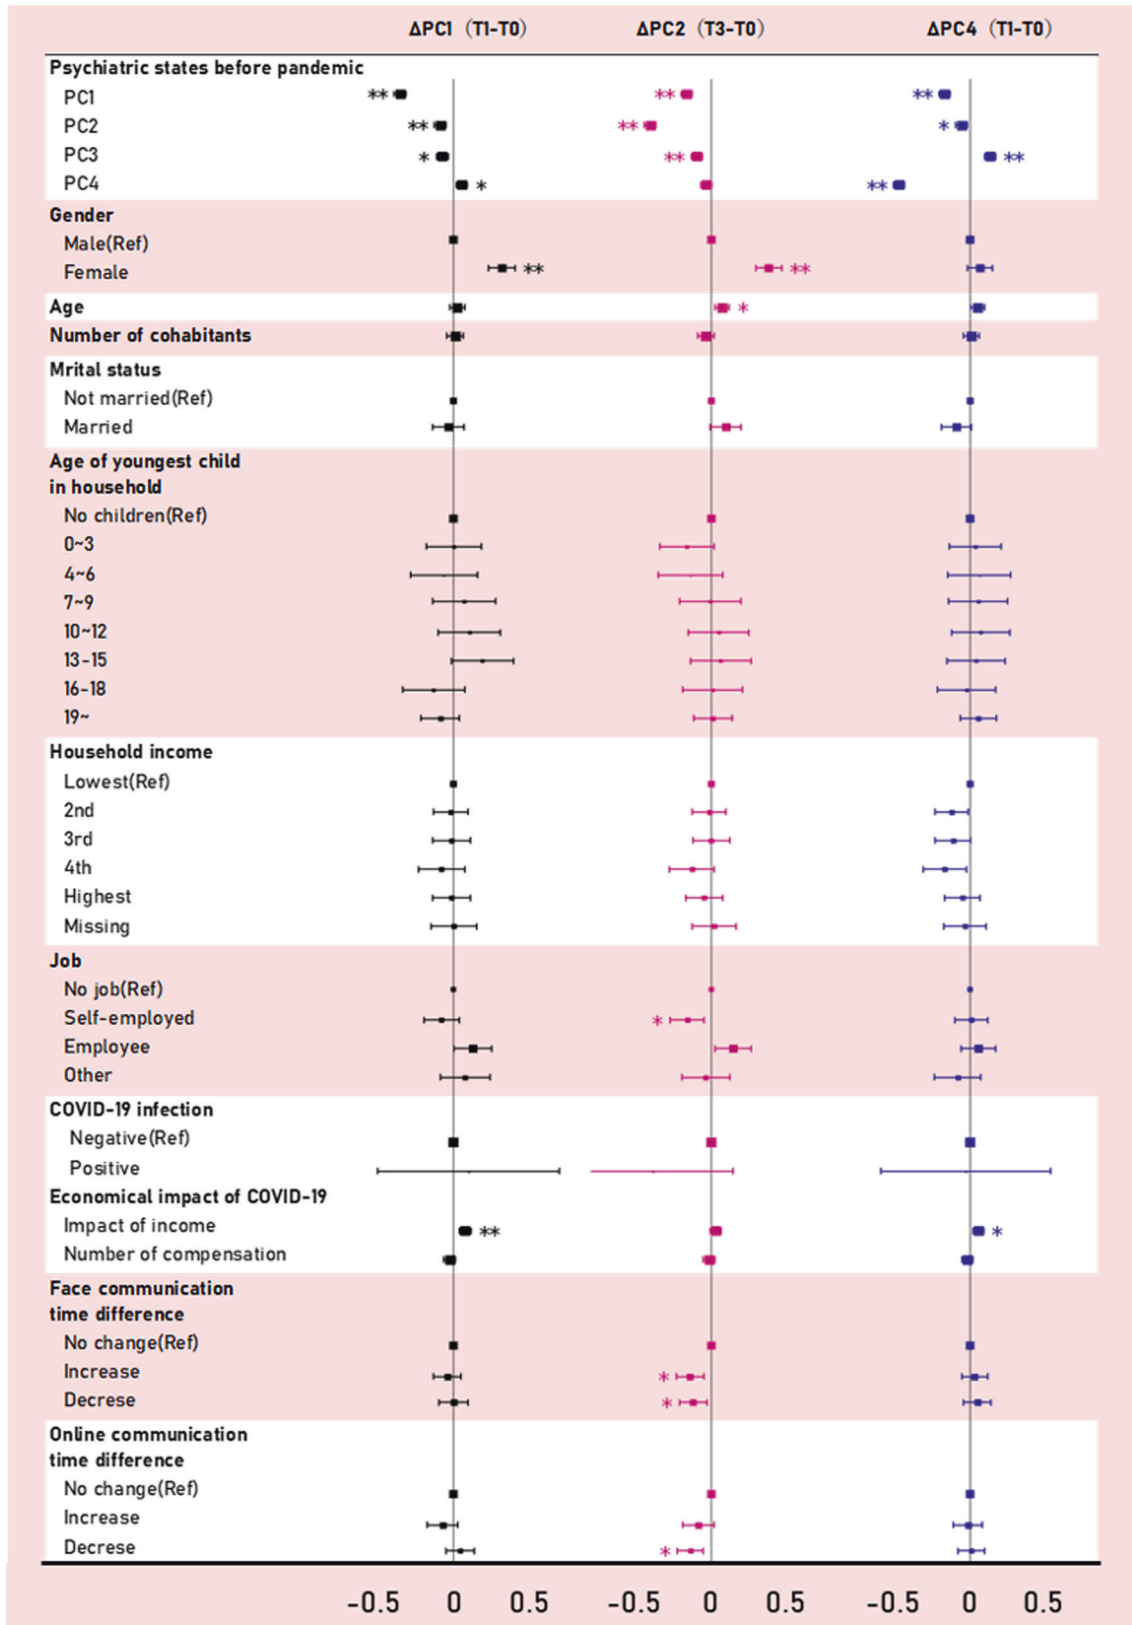 ΔPC1 (T1-T0) ΔPC2 (T3-T0) ΔPC4 (T1-T0)
Psychiatric states before pandemic
PC1 ** ** **
PC2 ** ** *
PC3 * ** **
PC4 * **
Gender
Male(Ref)
Female ** **
Age *
Number of cohabitants
Mrital status
Not married(Ref)
Married
Age of youngest child
in household
No children(Ref)
0~3
4~6
7~9
10~12
13-15
16-18
19~
Household income
Lowest(Ref)
2nd
3rd
4th
Highest
Missing
Job
No job(Ref)
Self-employed *
Employee
Other
COVID-19 infection
Negative(Ref)
Positive
Economical impact of COVID-19
Impact of income ** *
Number of compensation
Face communication
time difference
No change(Ref)
Increase *
Decrese *
Online communication
time difference
No change(Ref)
Increase
Decrese *
-0.5 0 0.5 -0.5 0 0.5 -0.5 0 0.5